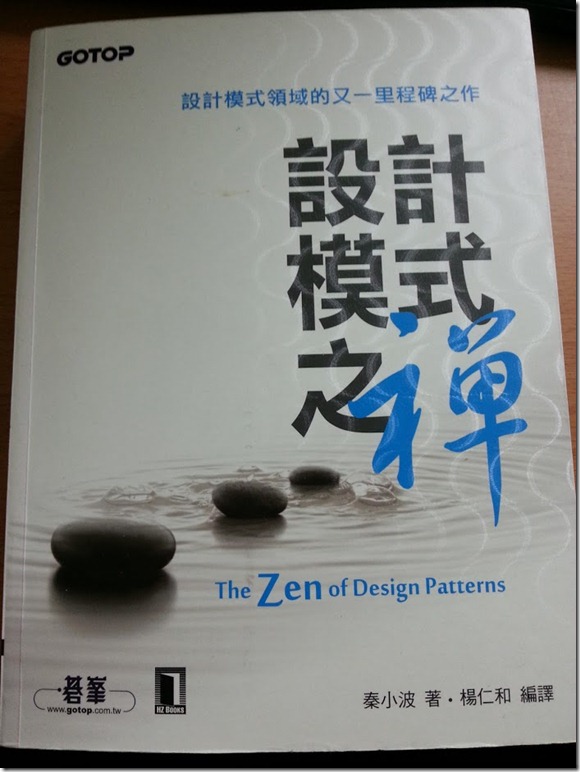 GOTOP
設計模式領域的又一里程碑之作
設計
模式
之禪
The Zen of Design Patterns
碁峯
www.gotop.com.tw
HZ BOOKS
秦小波 著・楊仁和 編譯